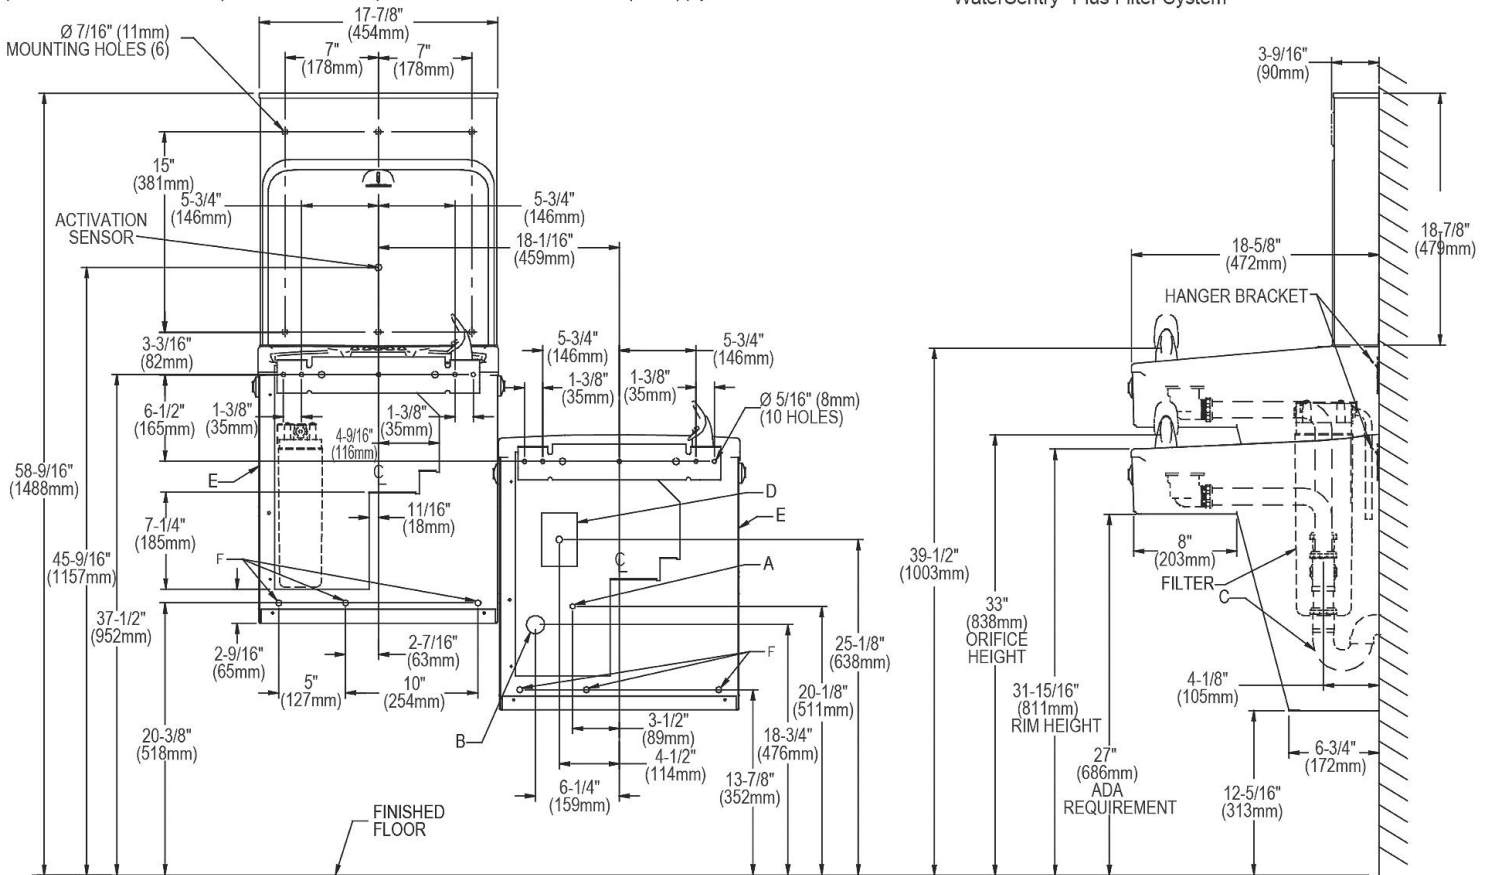 WaterSentry Plus Filter System
17-7/8"
(454mm)
Ø 7/16" (11mm)
MOUNTING HOLES (6)
7"
(178mm)
7"
(178mm)
3-9/16"
(90mm)
15"
(381mm)
5-3/4"
(146mm)
5-3/4"
(146mm)
ACTIVATION
SENSOR
18-1/16"
(459mm)
18-5/8"
(472mm)
18-7/8"
(479mm)
HANGER BRACKET
3-3/16"
(82mm)
5-3/4"
(146mm)
5-3/4"
(146mm)
1-3/8"
(35mm)
1-3/8"
(35mm)
Ø 5/16" (8mm)
(10 HOLES)
6-1/2"
(165mm)
1-3/8"
(35mm)
1-3/8"
(35mm)
4-9/16"
(116mm)
58-9/16"
(1488mm)
E
C
L
11/16"
(18mm)
D
E
7-1/4"
(185mm)
45-9/16"
(1157mm)
F
C
L
A
39-1/2"
(1003mm)
8"
(203mm)
FILTER
C
37-1/2"
(952mm)
33"
(838mm)
ORIFICE
HEIGHT
2-9/16"
(65mm)
2-7/16"
(63mm)
25-1/8"
(638mm)
F
5"
(127mm)
10"
(254mm)
20-1/8"
(511mm)
31-15/16"
(811mm)
RIM HEIGHT
4-1/8"
(105mm)
20-3/8"
(518mm)
B
3-1/2"
(89mm)
18-3/4"
(476mm)
4-1/2"
(114mm)
27"
(686mm)
ADA
REQUIREMENT
6-3/4"
(172mm)
6-1/4"
(159mm)
13-7/8"
(352mm)
12-5/16"
(313mm)
FINISHED
FLOOR